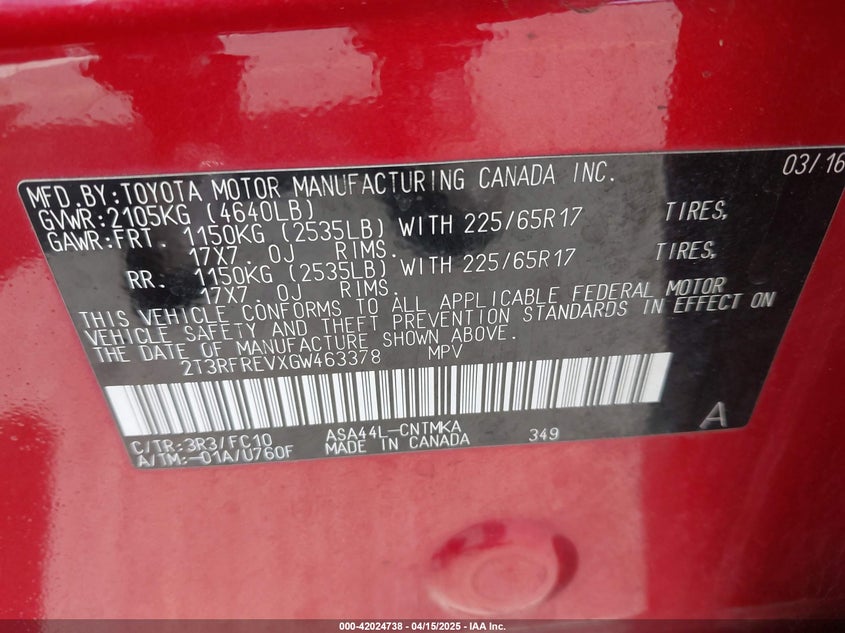 03/16
MFD.BY:TOYOTA MOTOR MANUFACTURING CANADA INC.
GVWR:2105KG (4640LB)
GAWR:FRT. 1150KG (2535LB) WITH 225/65R17 TIRES,
17X7.0J RIMS.
RR. 1150KG (2535LB) WITH 225/65R17 TIRES,
17X7.0J RIMS.
THIS VEHICLE CONFORMS TO ALL APPLICABLE FEDERAL MOTOR
VEHICLE SAFETY AND THEFT PREVENTION STANDARDS IN EFFECT ON
THE DATE OF MANUFACTURE SHOWN ABOVE.
2T3RFREVXGW463378 MPV
C/TR:3R3/FC10 ASA44L-CNTMKA 349 A
A/TM:-01A/U760F MADE IN CANADA
000-42024738 - 04/15/2025 - IAA Inc.